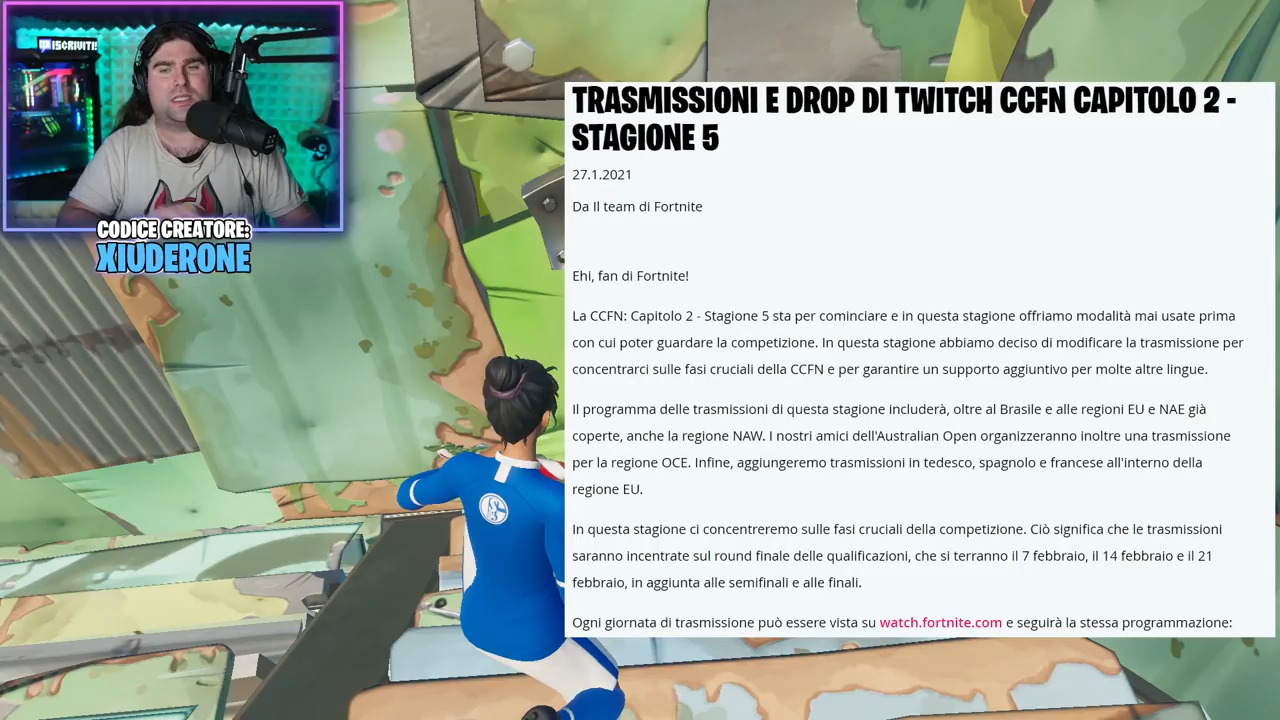 ISCRIVITI!
CODICE CREATORE:
XIUDERONE
TRASMISSIONI E DROP DI TWITCH CCFN CAPITOLO 2 -
STAGIONE 5
27.1.2021
Da Il team di Fortnite
Ehi, fan di Fortnite!
La CCFN: Capitolo 2 - Stagione 5 sta per cominciare e in questa stagione offriamo modalità mai usate prima
con cui poter guardare la competizione. In questa stagione abbiamo deciso di modificare la trasmissione per
concentrarci sulle fasi cruciali della CCFN e per garantire un supporto aggiuntivo per molte altre lingue.
Il programma delle trasmissioni di questa stagione includerà, oltre al Brasile e alle regioni EU e NAE già
coperte, anche la regione NAW. I nostri amici dell'Australian Open organizzeranno inoltre una trasmissione
per la regione OCE. Infine, aggiungeremo trasmissioni in tedesco, spagnolo e francese all'interno della
regione EU.
In questa stagione ci concentreremo sulle fasi cruciali della competizione. Ciò significa che le trasmissioni
saranno incentrate sul round finale delle qualificazioni, che si terranno il 7 febbraio, il 14 febbraio e il 21
febbraio, in aggiunta alle semifinali e alle finali.
Ogni giornata di trasmissione può essere vista su watch.fortnite.com e seguirà la stessa programmazione: